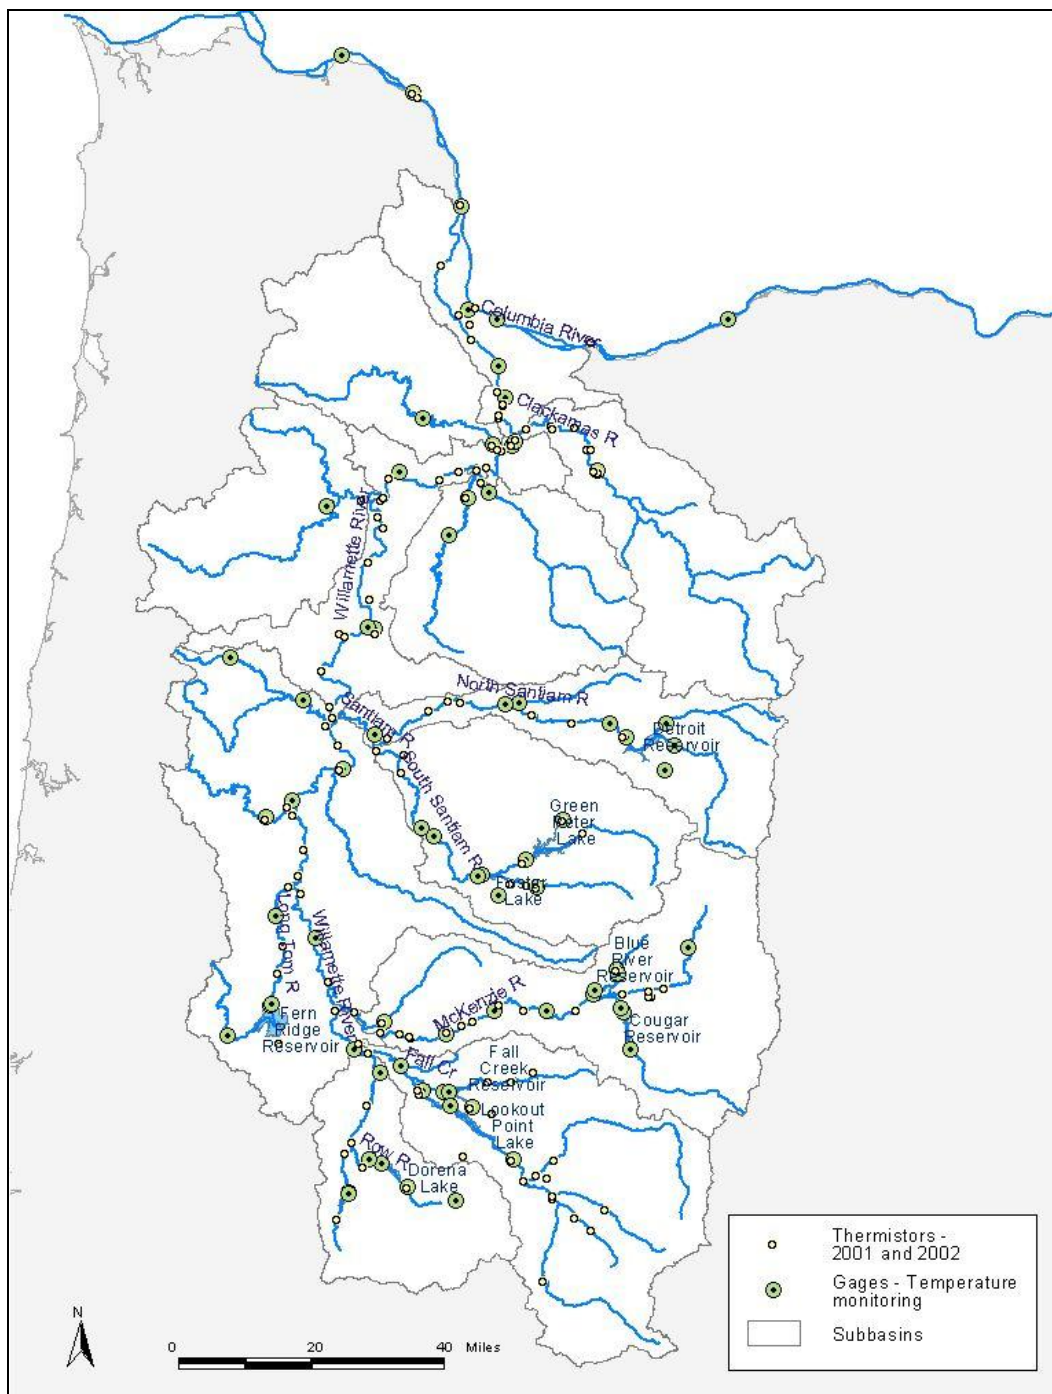 Columbia River
Clackamas R
Willamette River
North Santiam R
Santiam R
Detroit
Reservoir
South Santiam R
Green
Peter
Lake
Foster
Lake
Long Tom R
Willamette River
Blue
River
Reservoir
McKenzie R
Fern
Ridge
Reservoir
Cougar
Reservoir
Fall Cr
Fall
Creek
Reservoir
Lookout
Point
Lake
Row R
Dorena
Lake
Thermistors -
2001 and 2002
Gages - Temperature
monitoring
Subbasins
N
0 20 40 Miles